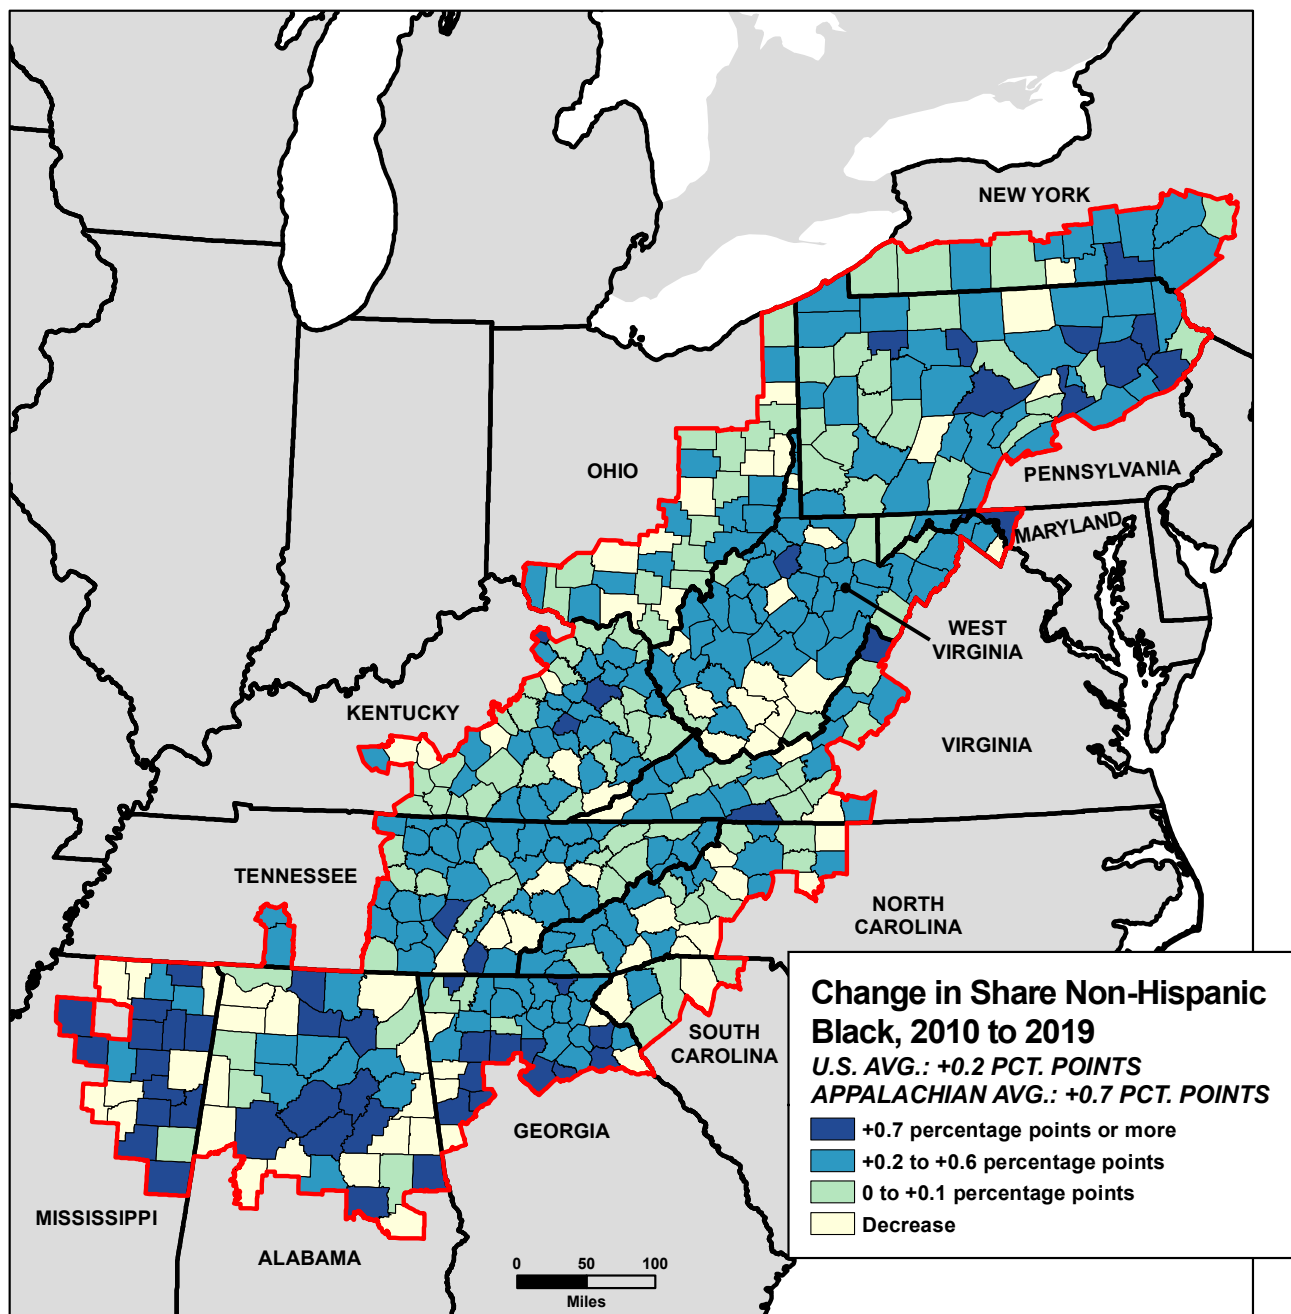 NEW YORK
OHIO
PENNSYLVANIA
MARYLAND
WEST
VIRGINIA
KENTUCKY
VIRGINIA
TENNESSEE
NORTH
CAROLINA
SOUTH
CAROLINA
GEORGIA
MISSISSIPPI
ALABAMA
Change in Share Non-Hispanic
Black, 2010 to 2019
U.S. AVG.: +0.2 PCT. POINTS
APPALACHIAN AVG.: +0.7 PCT. POINTS
+0.7 percentage points or more
+0.2 to +0.6 percentage points
0 to +0.1 percentage points
Decrease
0 50 100
Miles